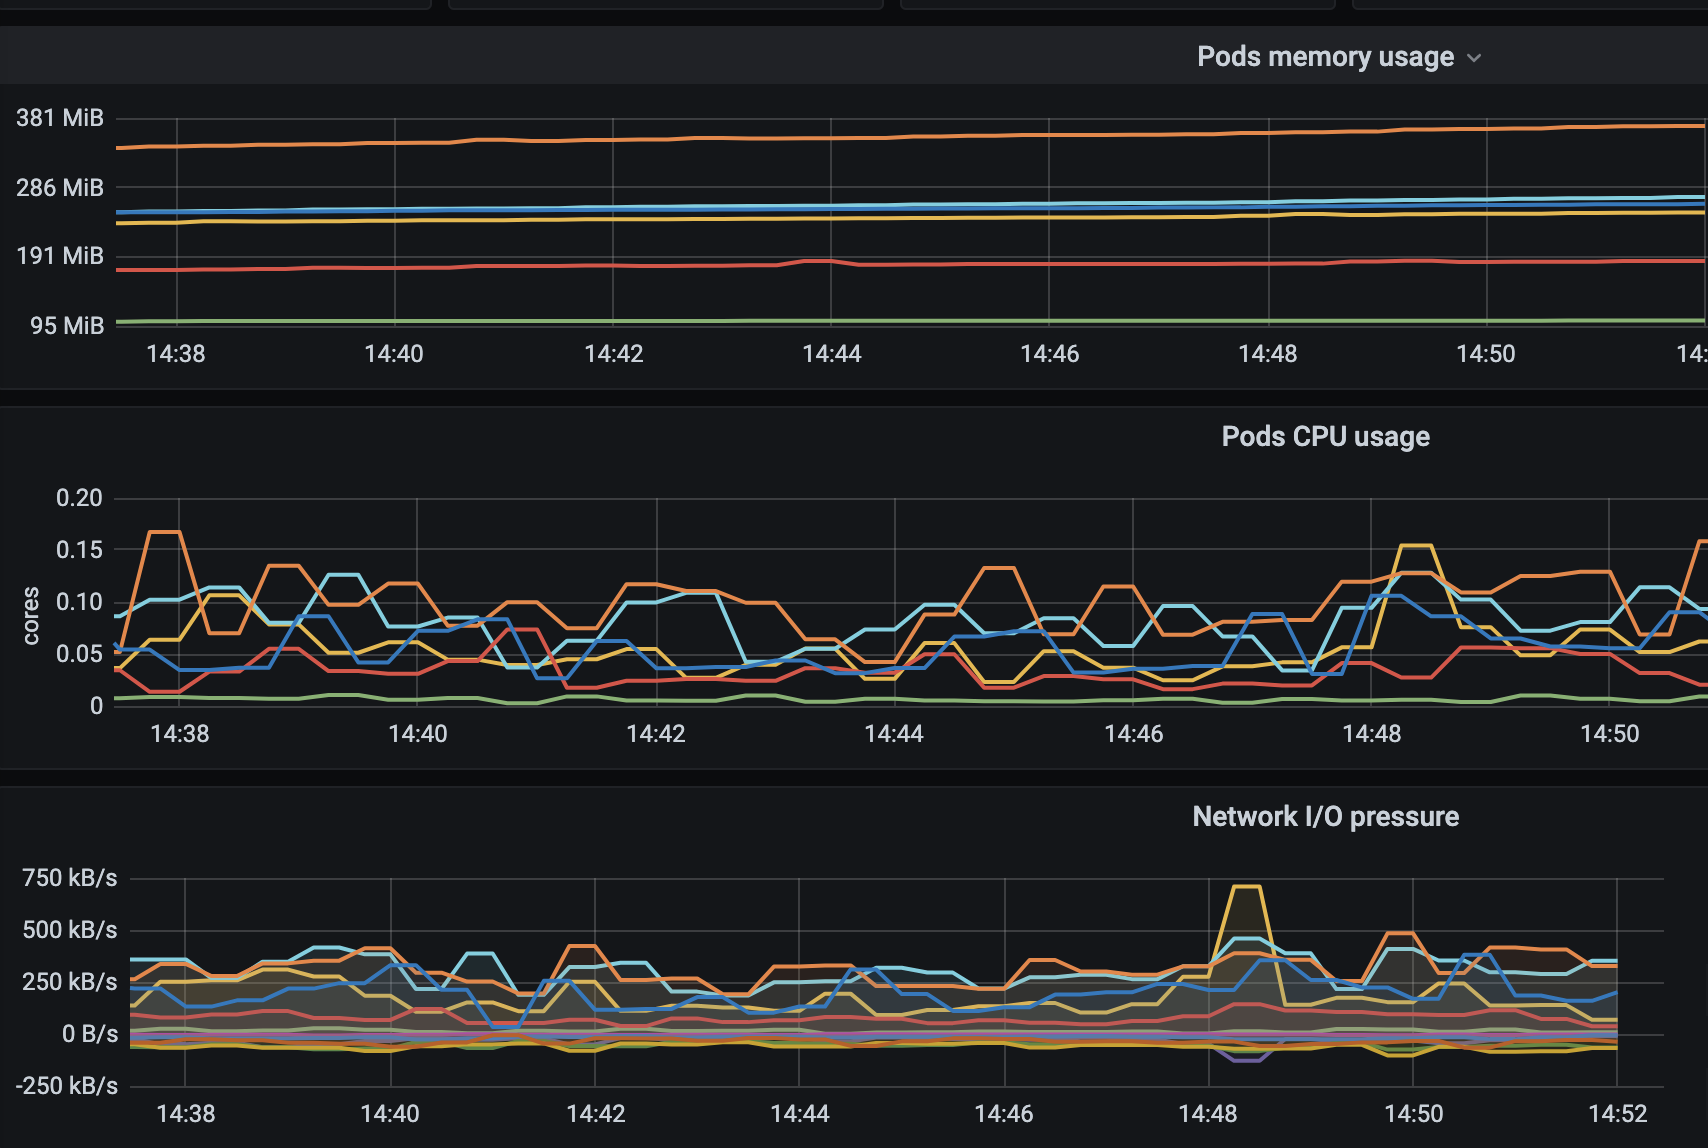 Pods memory usage
381 MiB
286 MiB
191 MiB
95 MiB
14:38 14:40 14:42 14:44 14:46 14:48 14:50 14:
Pods CPU usage
cores
0.20
0.15
0.10
0.05
0
14:38 14:40 14:42 14:44 14:46 14:48 14:50
Network I/O pressure
750 kB/s
500 kB/s
250 kB/s
0 B/s
-250 kB/s
14:38 14:40 14:42 14:44 14:46 14:48 14:50 14:52